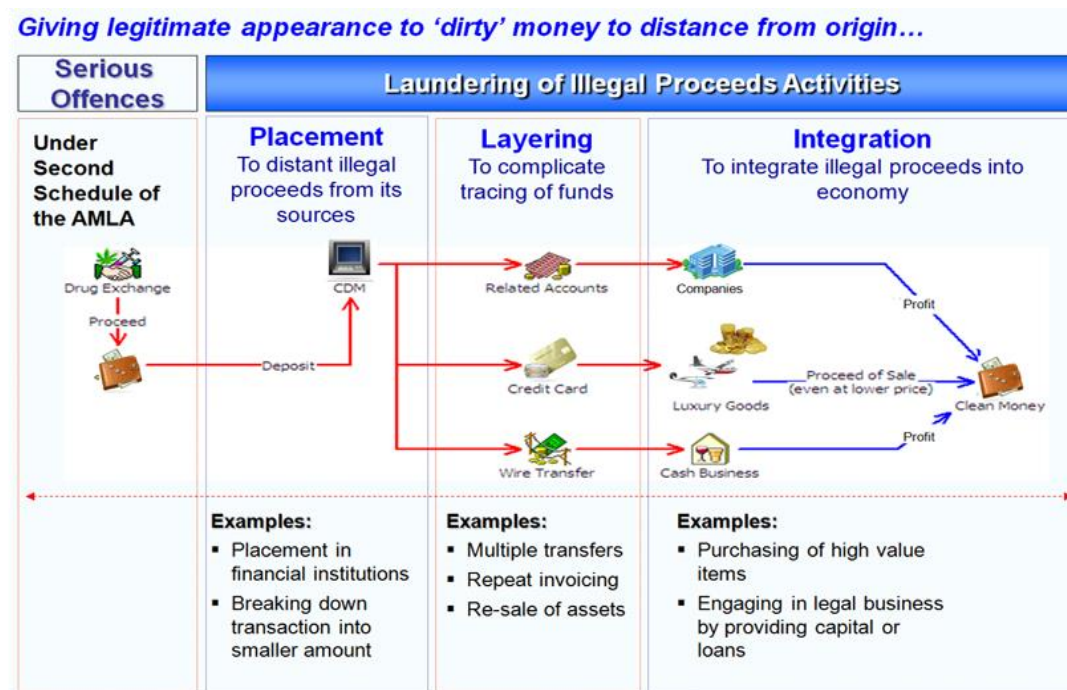 Giving legitimate appearance to ‘dirty’ money to distance from origin…
Serious
Offences
Laundering of Illegal Proceeds Activities
Under
Second
Schedule of
the AMLA
Placement
To distant illegal
proceeds from its
sources
Layering
To complicate
tracing of funds
Integration
To integrate illegal proceeds into
economy
Drug Exchange
Proceed
Deposit
CDM
Related Accounts
Credit Card
Wire Transfer
Companies
Luxury Goods
Cash Business
Profit
Proceed of Sale
(even at lower price)
Profit
Clean Money
Examples:
▪ Placement in
financial institutions
▪ Breaking down
transaction into
smaller amount
Examples:
▪ Multiple transfers
▪ Repeat invoicing
▪ Re-sale of assets
Examples:
▪ Purchasing of high value
items
▪ Engaging in legal business
by providing capital or
loans